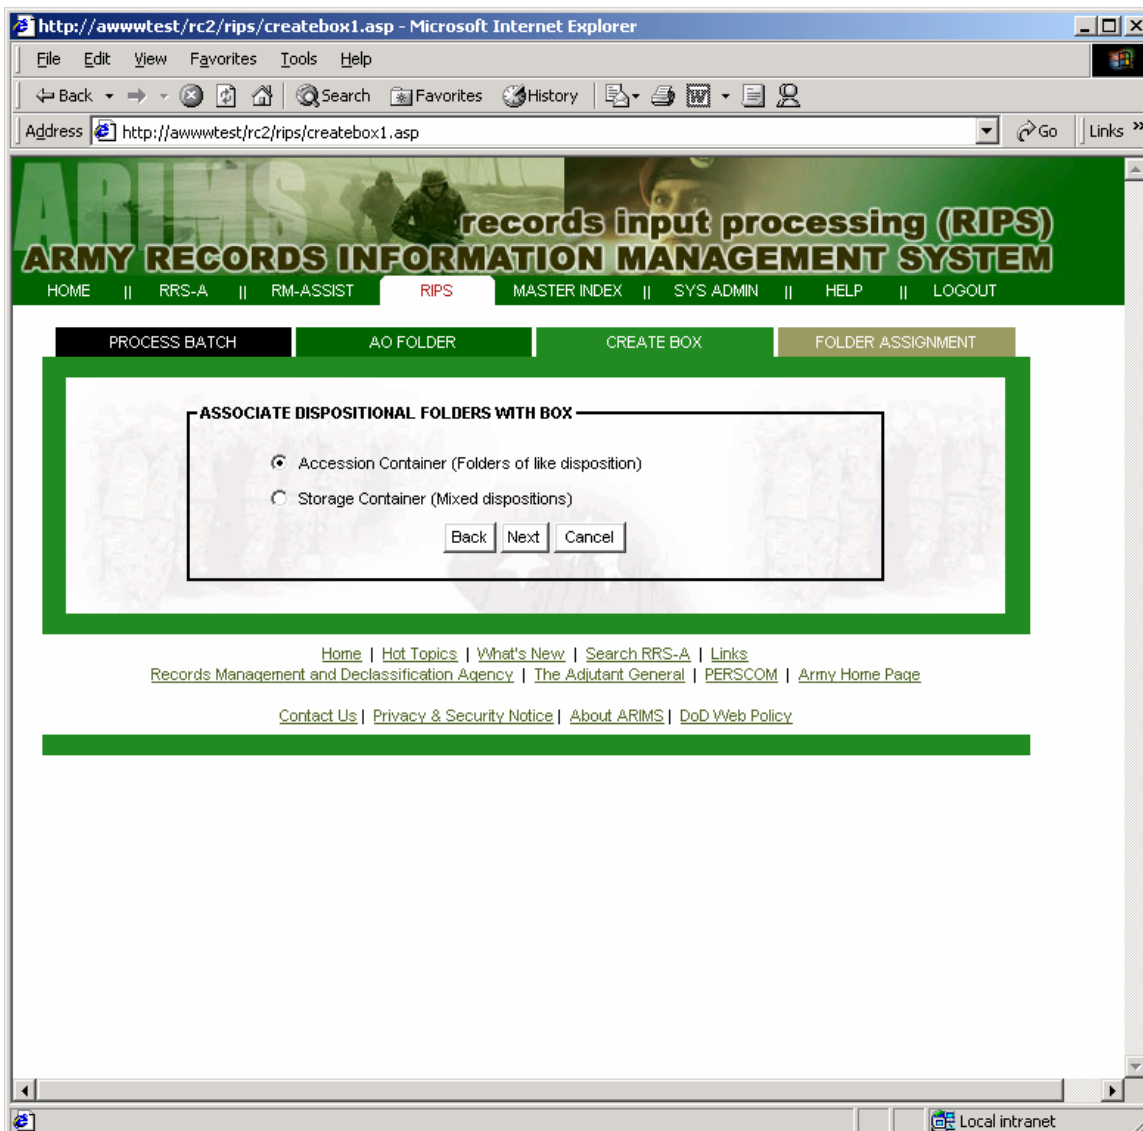 http://awwwtest/rc2/rips/createbox1.asp - Microsoft Internet Explorer
File Edit View Favorites Tools Help
Back Search Favorites History
Address http://awwwtest/rc2/rips/createbox1.asp Go Links »
ARIMS
records input processing (RIPS)
ARMY RECORDS INFORMATION MANAGEMENT SYSTEM
HOME || RRS-A || RM-ASSIST RIPS MASTER INDEX || SYS ADMIN || HELP || LOGOUT
PROCESS BATCH AO FOLDER CREATE BOX FOLDER ASSIGNMENT
ASSOCIATE DISPOSITIONAL FOLDERS WITH BOX
Accession Container (Folders of like disposition)
Storage Container (Mixed dispositions)
Back Next Cancel
Home | Hot Topics | What's New | Search RRS-A | Links
Records Management and Declassification Agency | The Adjutant General | PERSCOM | Army Home Page
Contact Us | Privacy & Security Notice | About ARIMS | DoD Web Policy
Local intranet